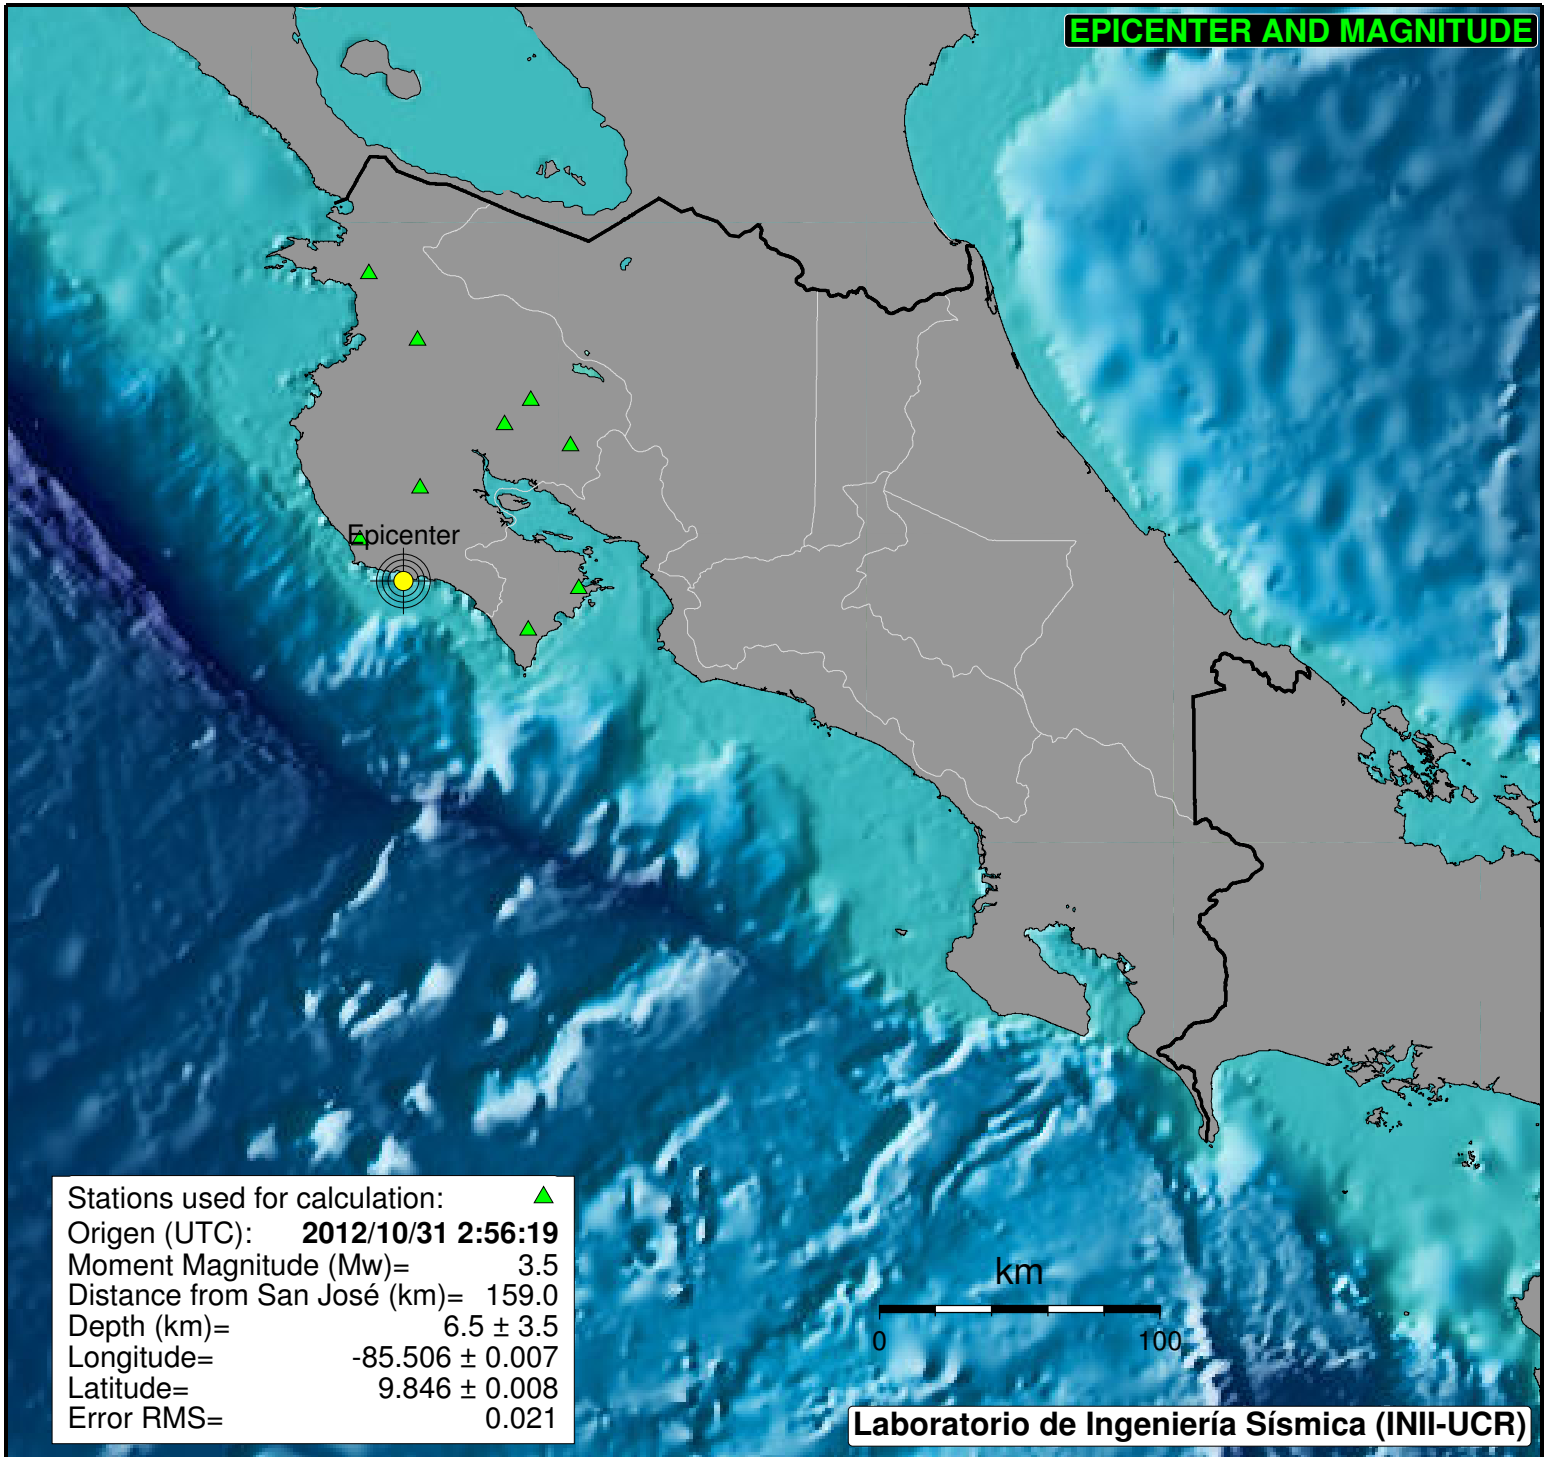 EPICENTER AND MAGNITUDE
Epicenter
Stations used for calculation:
Origen (UTC): 2012/10/31 2:56:19
Moment Magnitude (Mw)= 3.5
Distance from San José (km)= 159.0
Depth (km)= 6.5 ± 3.5
Longitude= -85.506 ± 0.007
Latitude= 9.846 ± 0.008
Error RMS= 0.021
km
0 100
Laboratorio de Ingeniería Sísmica (INII-UCR)